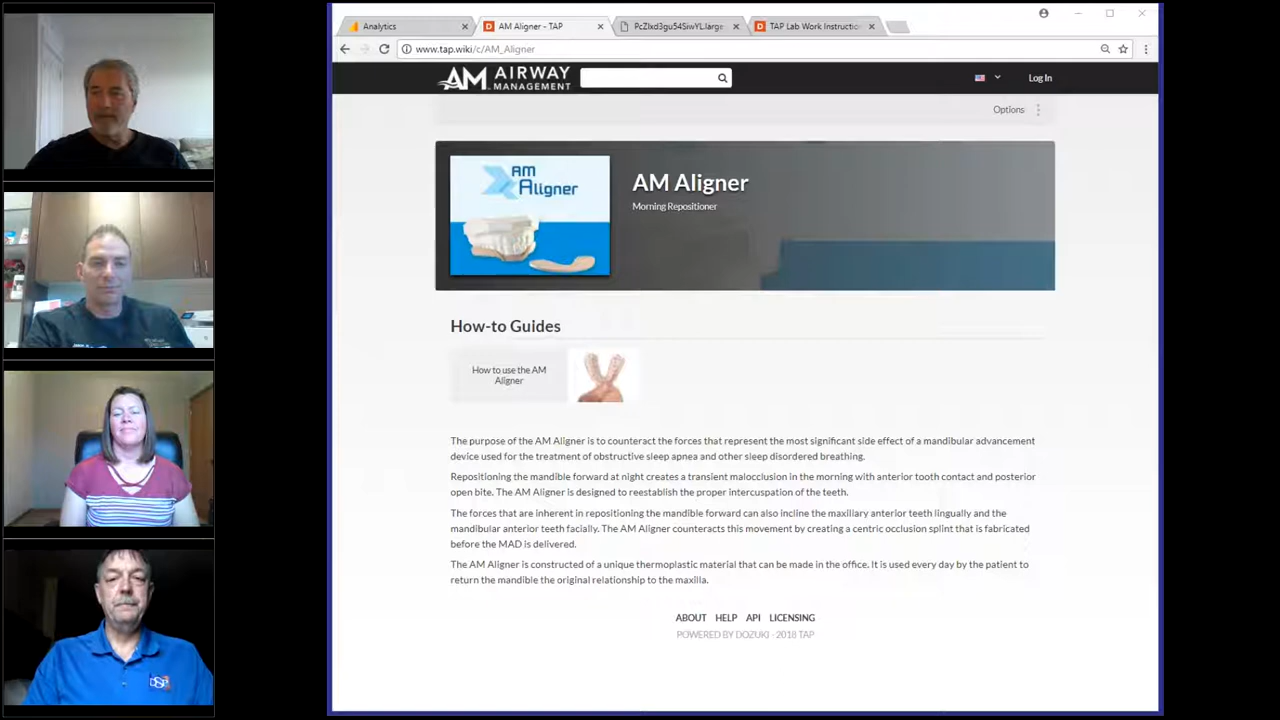 Analytics
AM Aligner - TAP
PcZlxd3gu54SiwYL.large
TAP Lab Work Instruction
www.tap.wiki/c/AM_Aligner
AM AIRWAY MANAGEMENT
Log In
Options
AM Aligner
AM Aligner
Morning Repositioner
How-to Guides
How to use the AM
Aligner
The purpose of the AM Aligner is to counteract the forces that represent the most significant side effect of a mandibular advancement
device used for the treatment of obstructive sleep apnea and other sleep disordered breathing.
Repositioning the mandible forward at night creates a transient malocclusion in the morning with anterior tooth contact and posterior
open bite. The AM Aligner is designed to reestablish the proper intercuspation of the teeth.
The forces that are inherent in repositioning the mandible forward can also incline the maxillary anterior teeth lingually and the
mandibular anterior teeth facially. The AM Aligner counteracts this movement by creating a centric occlusion splint that is fabricated
before the MAD is delivered.
The AM Aligner is constructed of a unique thermoplastic material that can be made in the office. It is used every day by the patient to
return the mandible the original relationship to the maxilla.
ABOUT HELP API LICENSING
POWERED BY DOZUKI - 2018 TAP